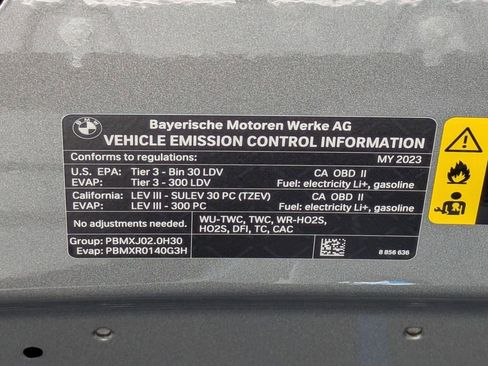 BMW
Bayerische Motoren Werke AG
VEHICLE EMISSION CONTROL INFORMATION
Conforms to regulations: MY 2023
U.S. EPA: Tier 3 - Bin 30 LDV CA OBD II
EVAP: Tier 3 - 300 LDV Fuel: electricity Li+, gasoline
California: LEV III - SULEV 30 PC (TZEV) CA OBD II
EVAP: LEV III - 300 PC Fuel: electricity Li+, gasoline
No adjustments needed. WU-TWC, TWC, WR-HO2S,
HO2S, DFI, TC, CAC
Group: PBMXJ02.0H30
Evap: PBMXR0140G3H
8 856 636